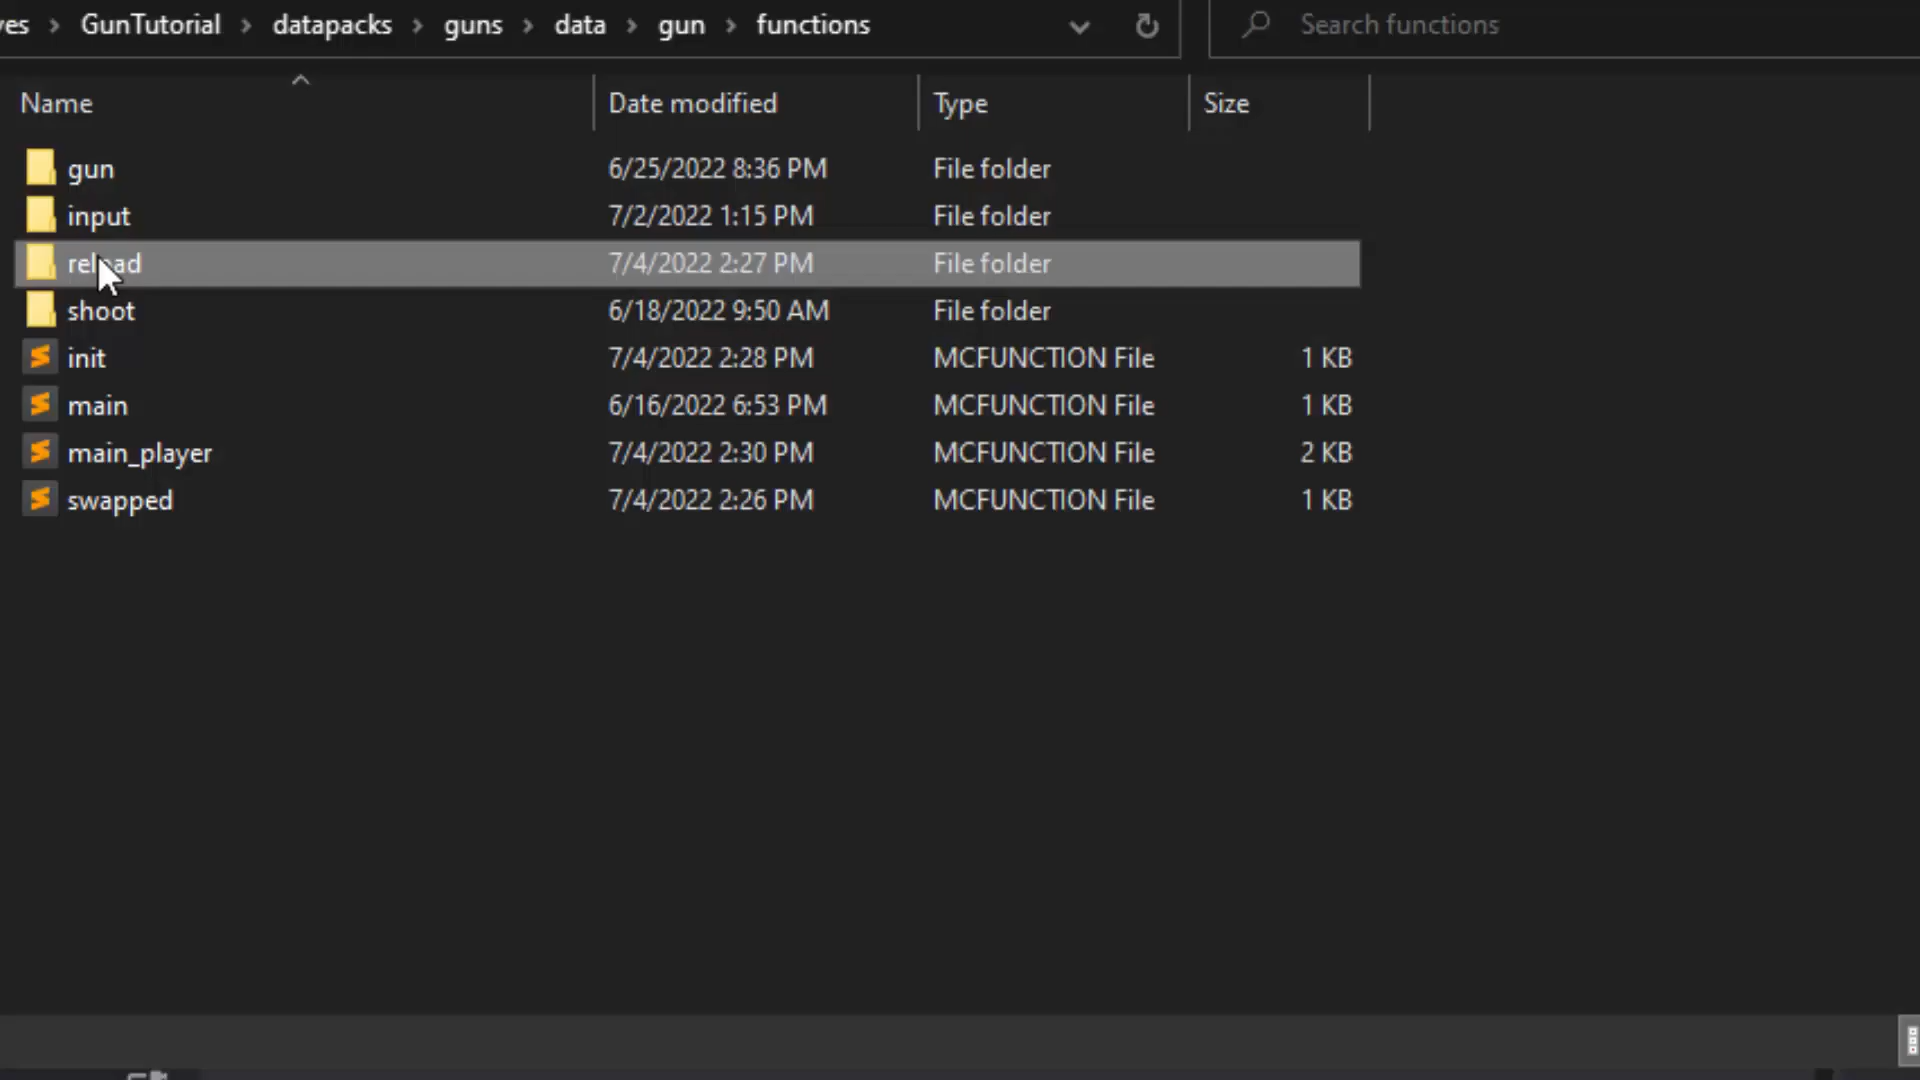 ves > GunTutorial > datapacks > guns > data > gun > functions Search functions
Name Date modified Type Size
gun 6/25/2022 8:36 PM File folder
input 7/2/2022 1:15 PM File folder
reload 7/4/2022 2:27 PM File folder
shoot 6/18/2022 9:50 AM File folder
init 7/4/2022 2:28 PM MCFUNCTION File 1 KB
main 6/16/2022 6:53 PM MCFUNCTION File 1 KB
main_player 7/4/2022 2:30 PM MCFUNCTION File 2 KB
swapped 7/4/2022 2:26 PM MCFUNCTION File 1 KB